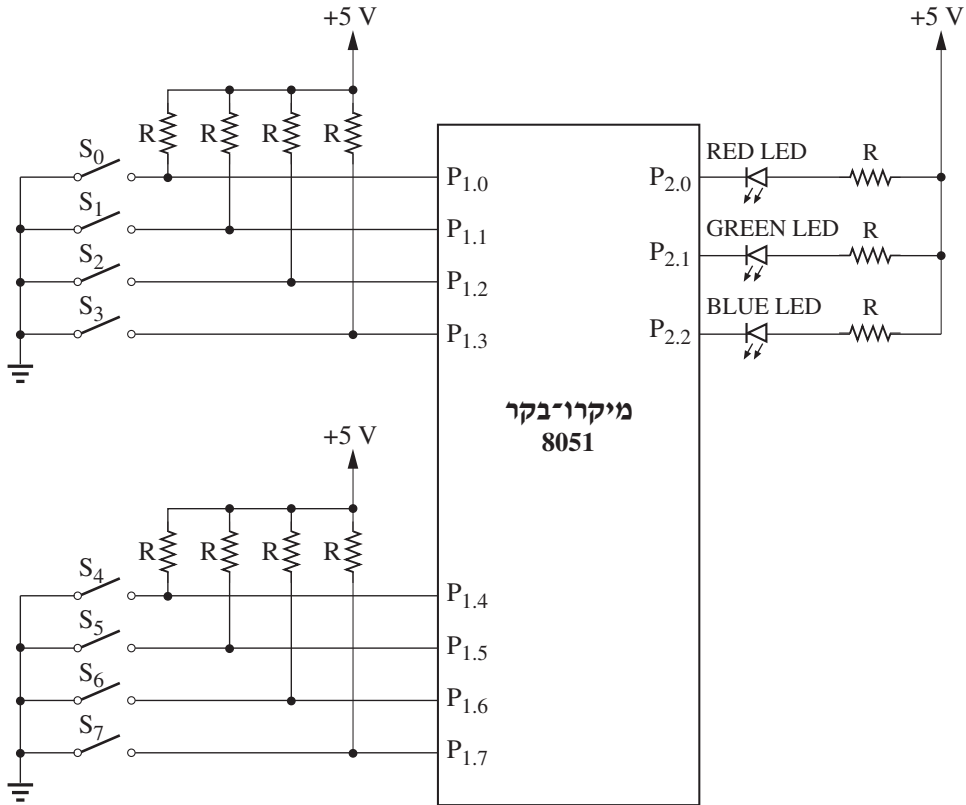 +5 V
+5 V
R R R R
S0
S1
S2
S3
P1.0
P1.1
P1.2
P1.3
RED LED R
P2.0
GREEN LED R
P2.1
BLUE LED R
P2.2
מיקרו־בקר
8051
+5 V
R R R R
S4
S5
S6
S7
P1.4
P1.5
P1.6
P1.7